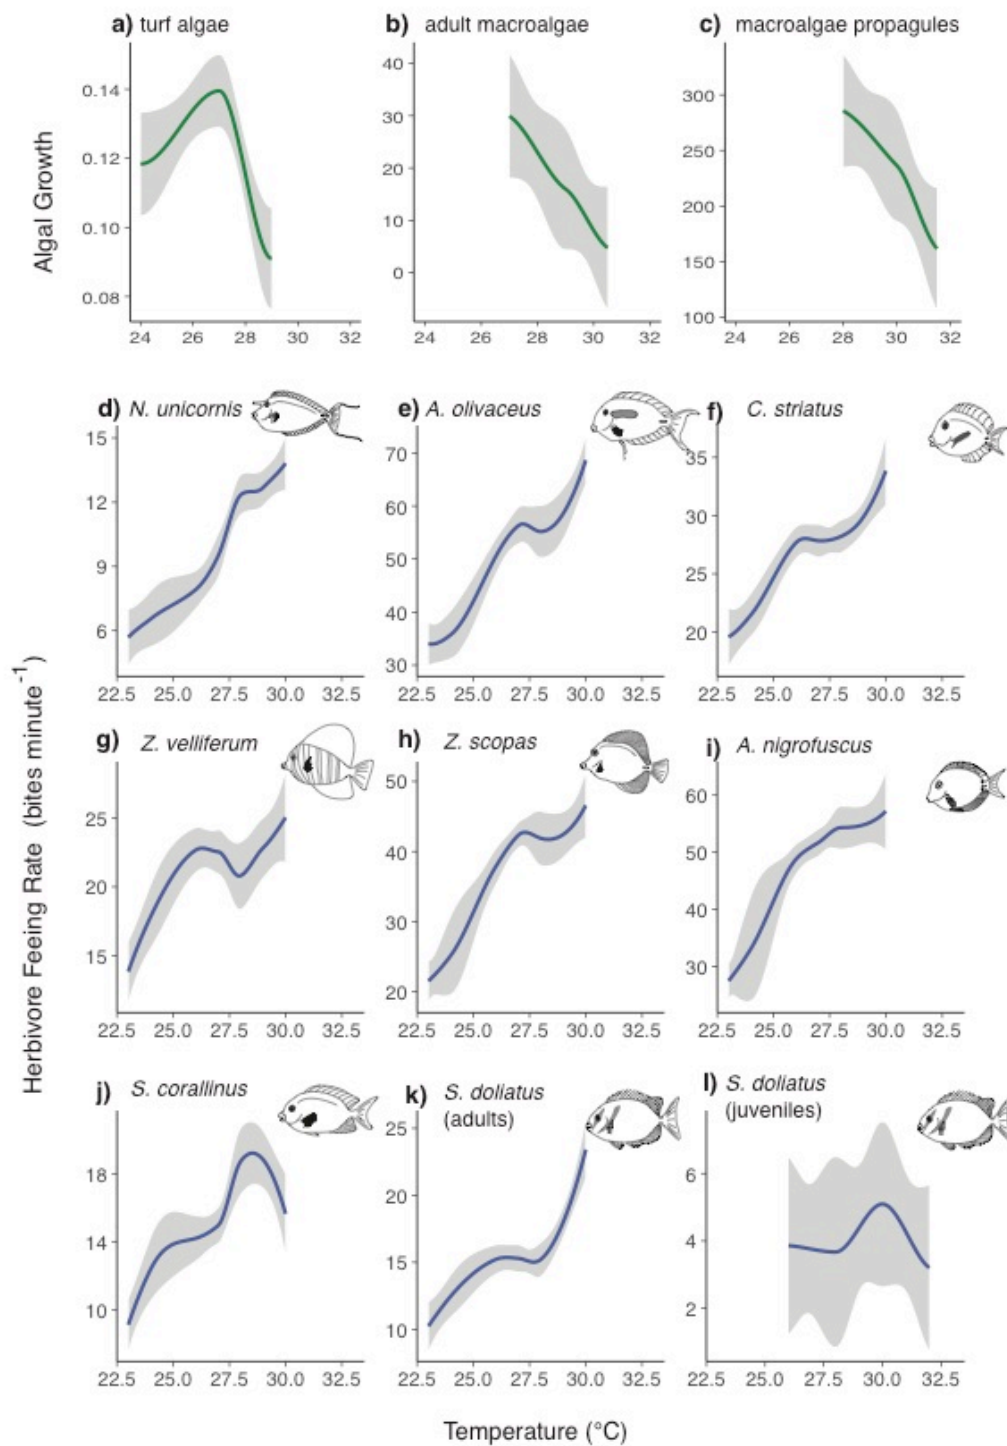 a) turf algae
b) adult macroalgae
c) macroalgae propagules
Algal Growth
0.14
0.12
0.10
0.08
24 26 28 30 32
40
30
20
10
0
24 26 28 30 32
300
250
200
150
100
24 26 28 30 32
Herbivore Feeing Rate (bites minute-1)
d) N. unicornis
15
12
9
6
22.5 25.0 27.5 30.0 32.5
e) A. olivaceus
70
60
50
40
30
22.5 25.0 27.5 30.0 32.5
f) C. striatus
35
30
25
20
22.5 25.0 27.5 30.0 32.5
g) Z. velliferum
25
20
15
22.5 25.0 27.5 30.0 32.5
h) Z. scopas
50
40
30
20
22.5 25.0 27.5 30.0 32.5
i) A. nigrofuscus
60
50
40
30
22.5 25.0 27.5 30.0 32.5
j) S. corallinus
18
14
10
22.5 25.0 27.5 30.0 32.5
k) S. doliatus
(adults)
25
20
15
10
22.5 25.0 27.5 30.0 32.5
l) S. doliatus
(juveniles)
6
4
2
22.5 25.0 27.5 30.0 32.5
Temperature (°C)